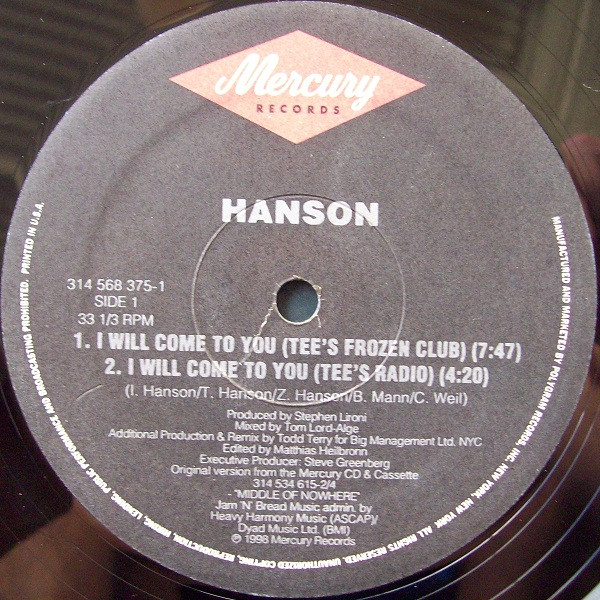 Mercury
RECORDS
HANSON
314 568 375-1
SIDE 1
33 1/3 RPM
1. I WILL COME TO YOU (TEE'S FROZEN CLUB) (7:47)
2. I WILL COME TO YOU (TEE'S RADIO) (4:20)
(I. Hanson/T. Hanson/Z. Hanson/B. Mann/C. Weil)
Produced by Stephen Lironi
Mixed by Tom Lord-Alge
Additional Production & Remix by Todd Terry for Big Management Ltd. NYC
Edited by Matthias Heilbronn
Executive Producer: Steve Greenberg
Original version from the Mercury CD & Cassette
314 534 615-2/4
- "MIDDLE OF NOWHERE"
Jam 'N' Bread Music admin. by
Heavy Harmony Music (ASCAP)/
Dyad Music Ltd. (BMI)
℗ 1998 Mercury Records
MANUFACTURED AND MARKETED BY POLYGRAM RECORDS, INC. NEW YORK, NEW YORK. ALL RIGHTS RESERVED. UNAUTHORIZED COPYING, REPRODUCTION, HIRING, LENDING, PUBLIC PERFORMANCE AND BROADCASTING PROHIBITED. PRINTED IN U.S.A.